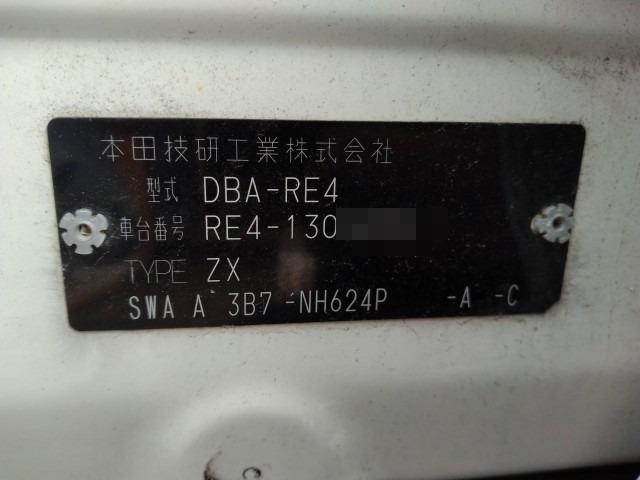 本田技研工業株式会社
型式 DBA-RE4
車台番号 RE4-130
TYPE ZX
SWA A 3B7 -NH624P -A -C